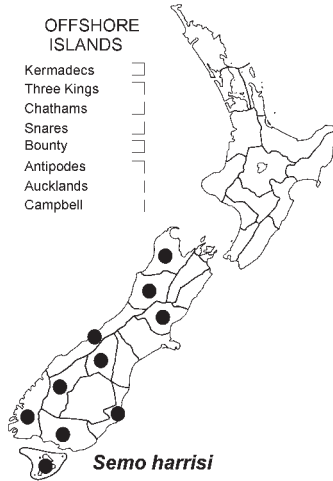 OFFSHORE
ISLANDS
Kermadecs
Three Kings
Chathams
Snares
Bounty
Antipodes
Aucklands
Campbell
Semo harrisi